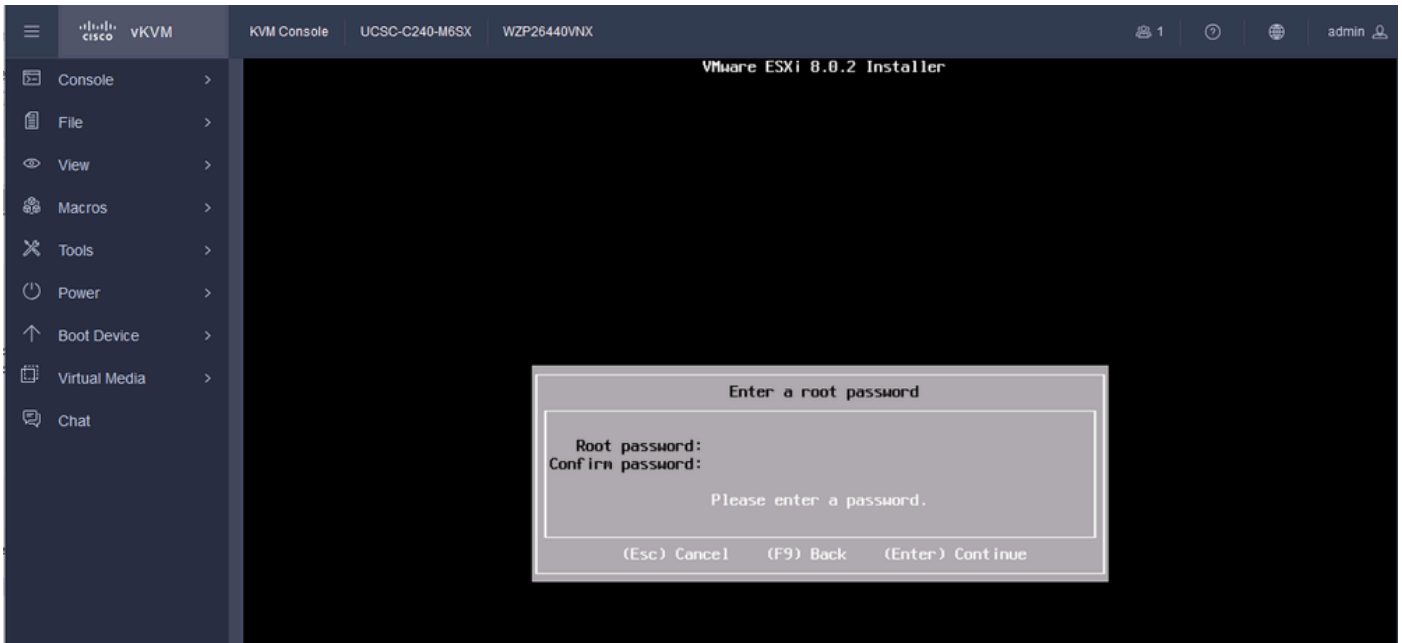 cisco vKVM KVM Console UCSC-C240-M6SX WZP26440VNX 1 admin
Console
File
View
Macros
Tools
Power
Boot Device
Virtual Media
Chat
VMware ESXi 8.0.2 Installer
Enter a root password
Root password:
Confirm password:
Please enter a password.
(Esc) Cancel (F9) Back (Enter) Continue